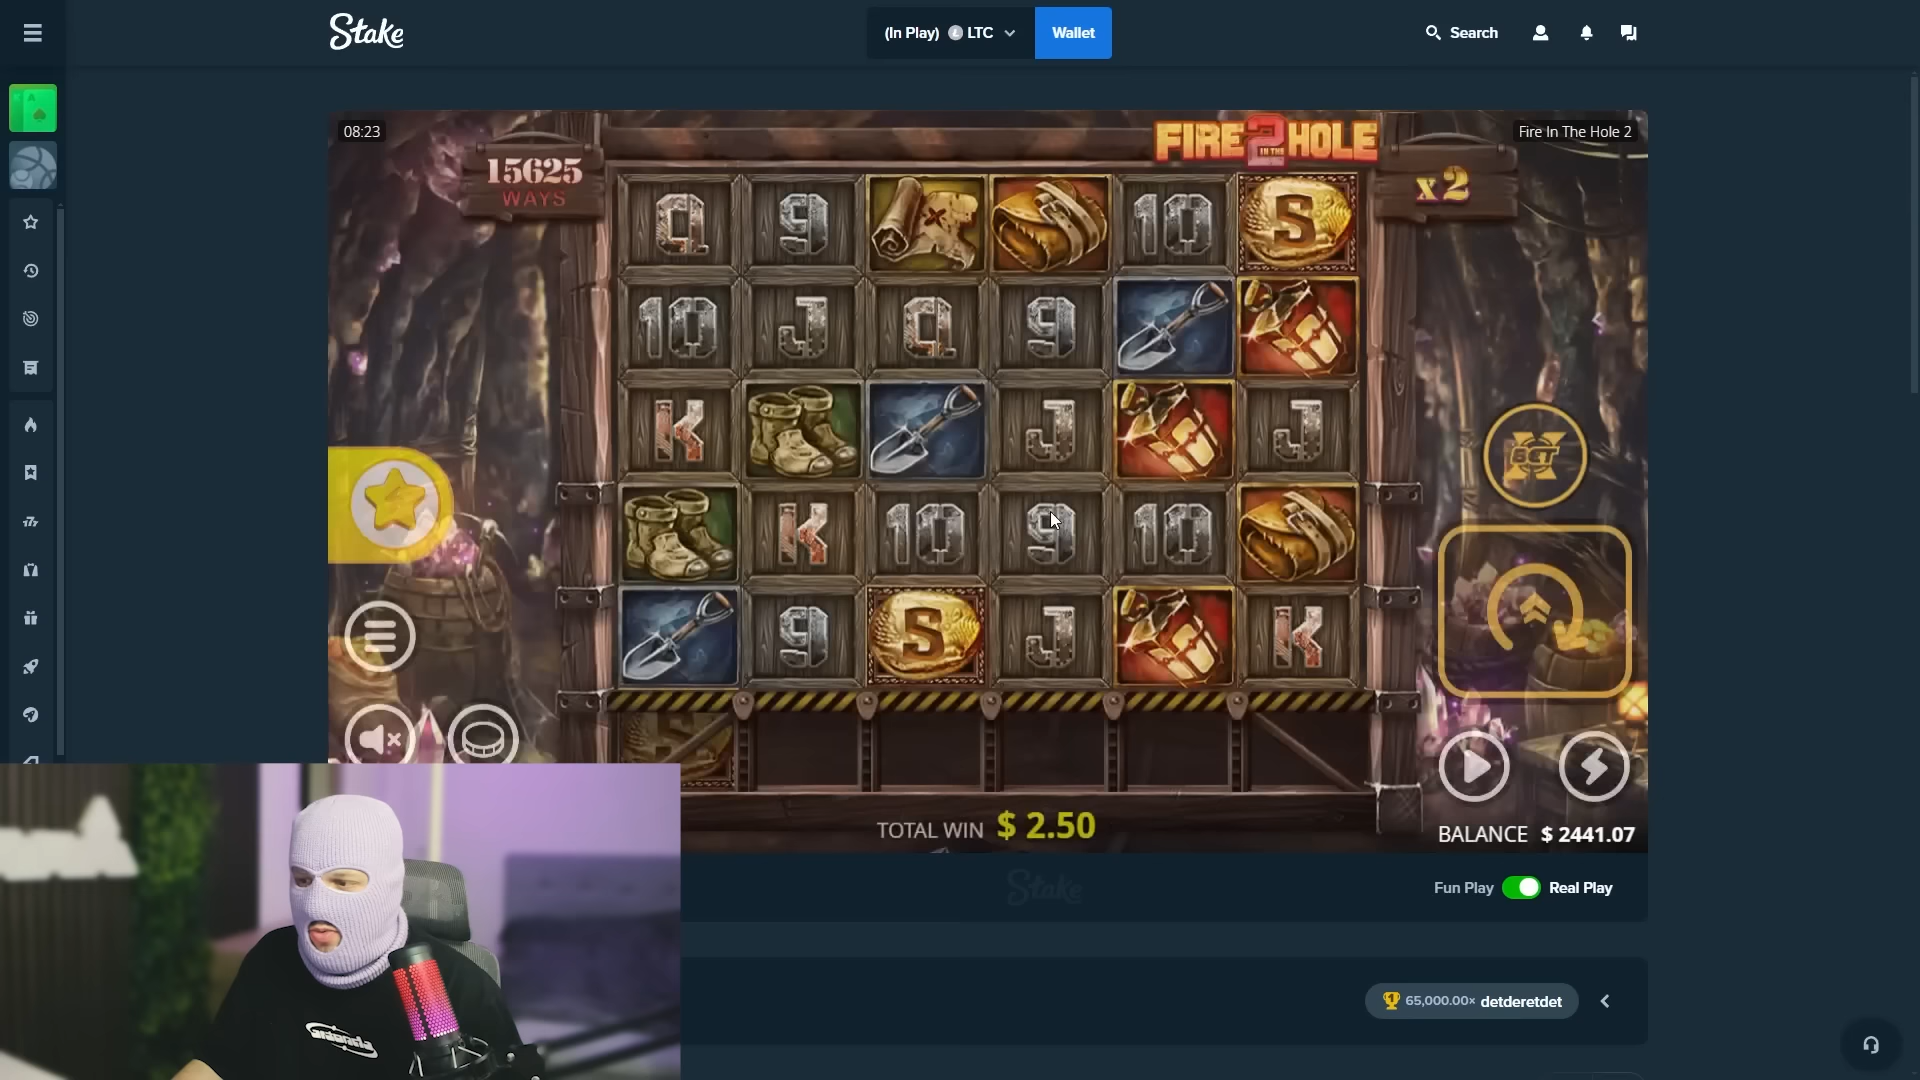 Stake
(In Play) LTC
Wallet
Search
08:23
FIRE IN THE HOLE 2
Fire In The Hole 2
15625
WAYS
x2
Q 9 10 S
10 J Q 9
K J J
K 10 9 10
9 S J K
X BET
TOTAL WIN $ 2.50
BALANCE $ 2441.07
Stake
Fun Play Real Play
65,000.00× detderetdet